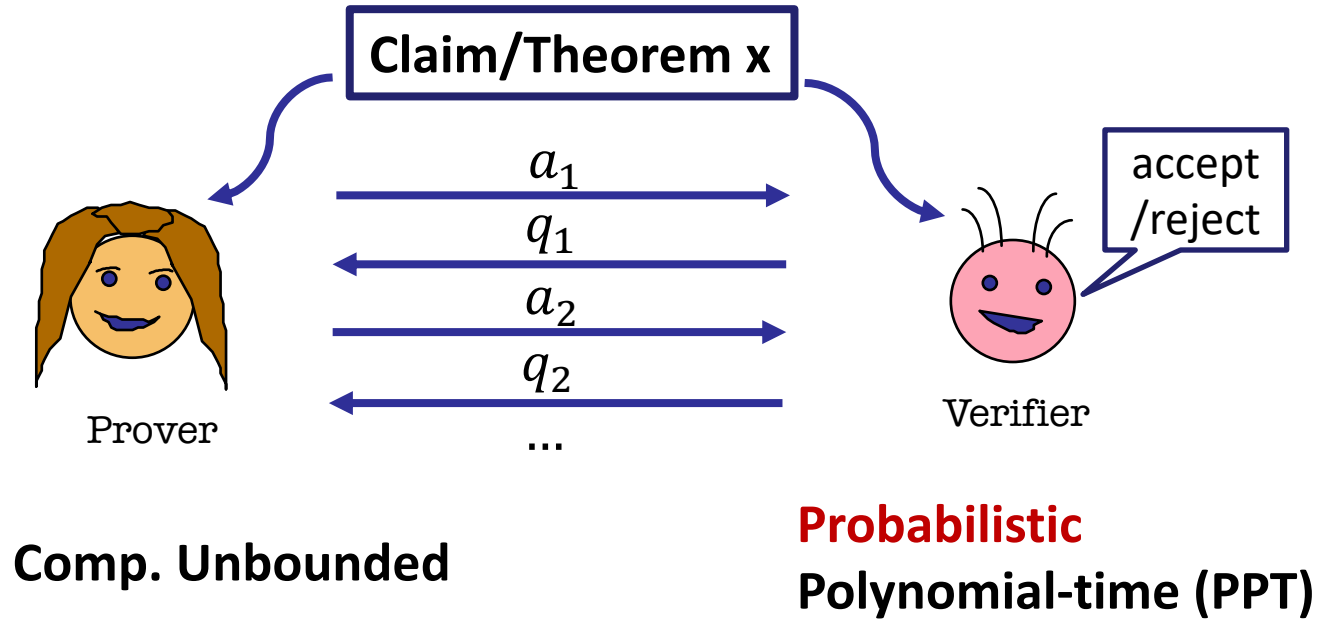 Claim/Theorem x
a₁
q₁
a₂
q₂
...
accept
/reject
Prover
Verifier
Comp. Unbounded
Probabilistic
Polynomial-time (PPT)